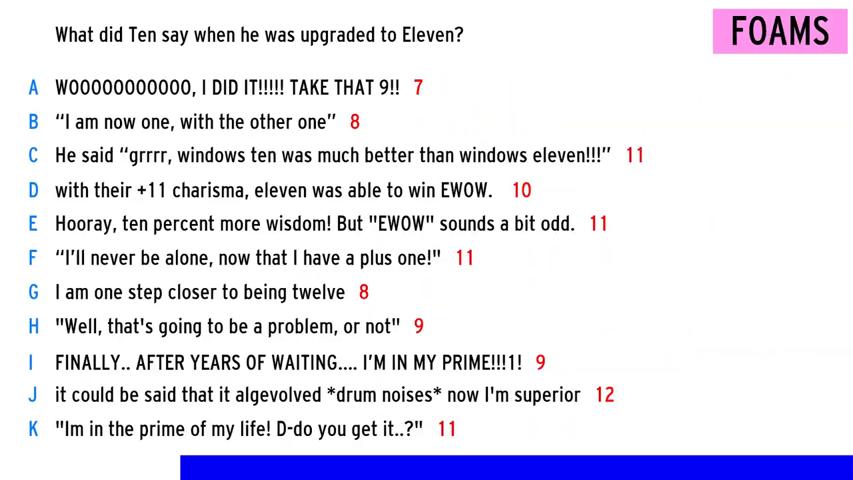 What did Ten say when he was upgraded to Eleven?
FOAMS
A WOOOOOOOOOOO, I DID IT!!!!! TAKE THAT 9!! 7
B “I am now one, with the other one” 8
C He said “grrrr, windows ten was much better than windows eleven!!!” 11
D with their +11 charisma, eleven was able to win EWOW. 10
E Hooray, ten percent more wisdom! But "EWOW" sounds a bit odd. 11
F “I’ll never be alone, now that I have a plus one!" 11
G I am one step closer to being twelve 8
H "Well, that's going to be a problem, or not" 9
I FINALLY.. AFTER YEARS OF WAITING.... I’M IN MY PRIME!!!1! 9
J it could be said that it algevolved *drum noises* now I'm superior 12
K "Im in the prime of my life! D-do you get it..?" 11